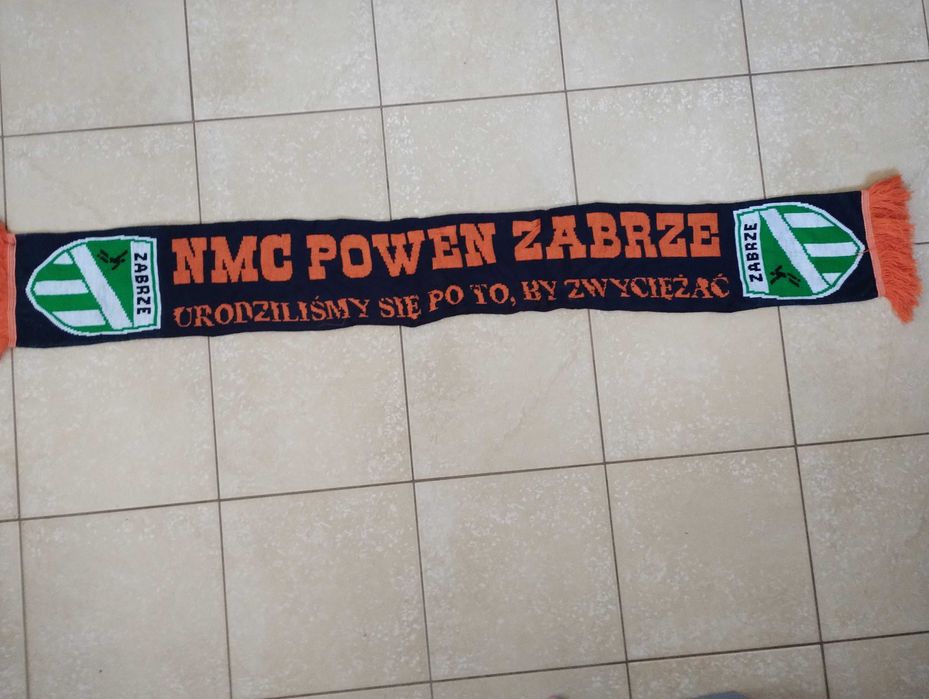 NMC POWEN ZABRZE
URODZILIŚMY SIĘ PO TO, BY ZWYCIĘŻAĆ
ZABRZE
ZABRZE